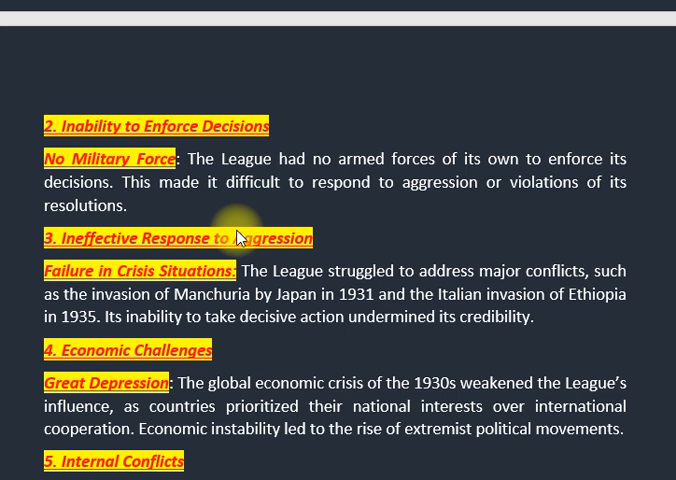 2. Inability to Enforce Decisions
No Military Force: The League had no armed forces of its own to enforce its
decisions. This made it difficult to respond to aggression or violations of its
resolutions.
3. Ineffective Response to Aggression
Failure in Crisis Situations: The League struggled to address major conflicts, such
as the invasion of Manchuria by Japan in 1931 and the Italian invasion of Ethiopia
in 1935. Its inability to take decisive action undermined its credibility.
4. Economic Challenges
Great Depression: The global economic crisis of the 1930s weakened the League’s
influence, as countries prioritized their national interests over international
cooperation. Economic instability led to the rise of extremist political movements.
5. Internal Conflicts